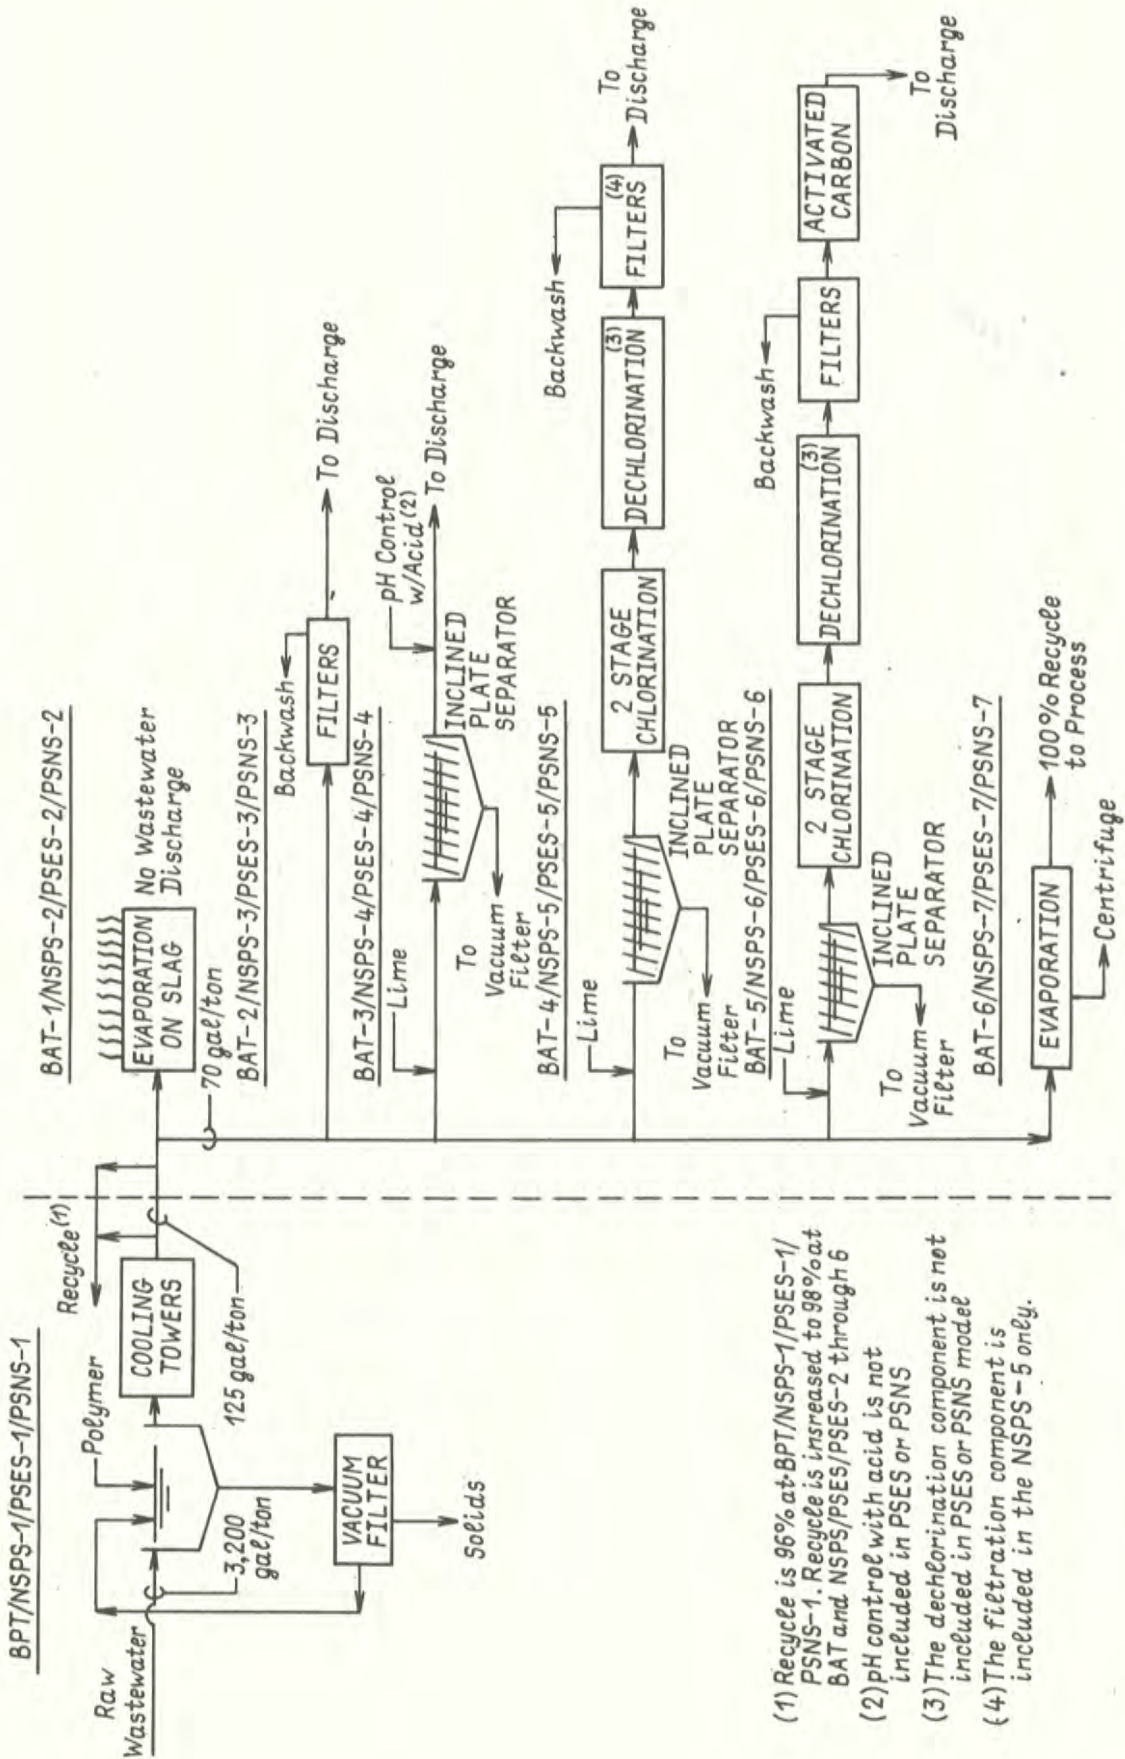 BPT/NSPS-1/PSES-1/PSNS-1
Raw
Wastewater
Polymer
3,200
gal/ton
VACUUM
FILTER
Solids
COOLING
TOWERS
Recycle(1)
125 gal/ton
BAT-1/NSPS-2/PSES-2/PSNS-2
EVAPORATION
ON SLAG
No Wastewater
Discharge
70 gal/ton
BAT-2/NSPS-3/PSES-3/PSNS-3
Backwash
FILTERS
To Discharge
BAT-3/NSPS-4/PSES-4/PSNS-4
Lime
To
Vacuum
Filter
INCLINED
PLATE
SEPARATOR
pH Control
w/Acid(2)
To Discharge
BAT-4/NSPS-5/PSES-5/PSNS-5
Lime
To
Vacuum
Filter
INCLINED
PLATE
SEPARATOR
2 STAGE
CHLORINATION
(3)
DECHLORINATION
Backwash
(4)
FILTERS
To
Discharge
BAT-5/NSPS-6/PSES-6/PSNS-6
Lime
To
Vacuum
Filter
INCLINED
PLATE
SEPARATOR
2 STAGE
CHLORINATION
(3)
DECHLORINATION
Backwash
FILTERS
ACTIVATED
CARBON
To
Discharge
BAT-6/NSPS-7/PSES-7/PSNS-7
EVAPORATION
100% Recycle
to Process
Centrifuge
(1) Recycle is 96% at BPT/NSPS-1/PSES-1/
PSNS-1. Recycle is insreased to 98% at
BAT and NSPS/PSES/PSES-2 through 6
(2) pH control with acid is not
included in PSES or PSNS
(3) The dechlorination component is not
included in PSES or PSNS model
(4) The filtration component is
included in the NSPS-5 only.